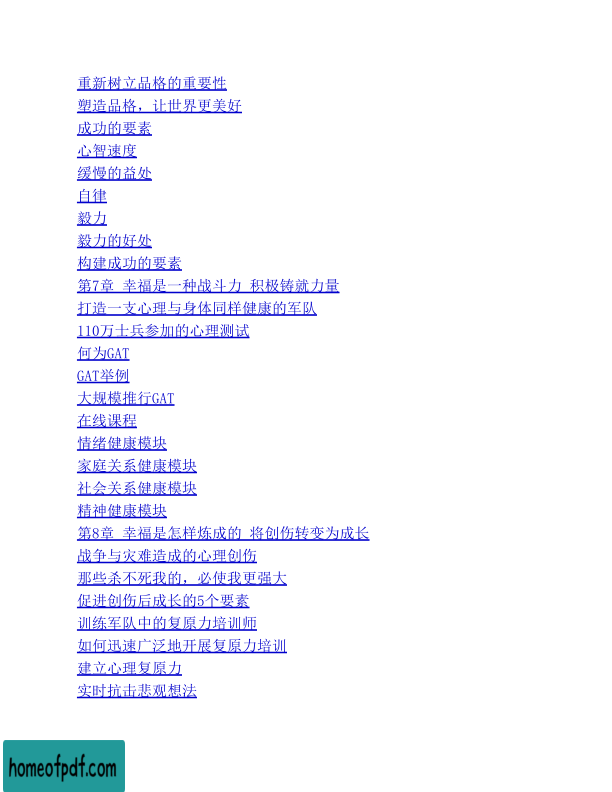 重新树立品格的重要性
塑造品格，让世界更美好
成功的要素
心智速度
缓慢的益处
自律
毅力
毅力的好处
构建成功的要素
第7章 幸福是一种战斗力 积极铸就力量
打造一支心理与身体同样健康的军队
110万士兵参加的心理测试
何为GAT
GAT举例
大规模推行GAT
在线课程
情绪健康模块
家庭关系健康模块
社会关系健康模块
精神健康模块
第8章 幸福是怎样炼成的 将创伤转变为成长
战争与灾难造成的心理创伤
那些杀不死我的，必使我更强大
促进创伤后成长的5个要素
训练军队中的复原力培训师
如何迅速广泛地开展复原力培训
建立心理复原力
实时抗击悲观想法
homeofpdf.com